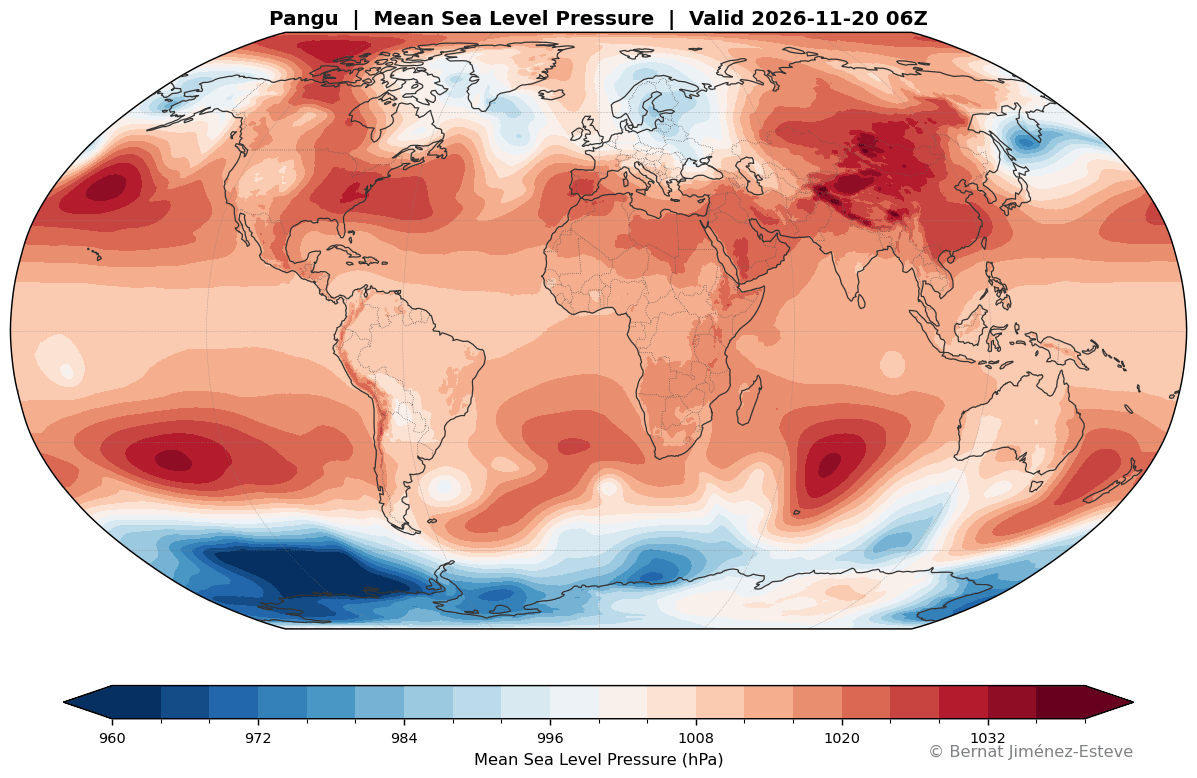 Pangu | Mean Sea Level Pressure | Valid 2026-11-20 06Z
960 972 984 996 1008 1020 1032
Mean Sea Level Pressure (hPa)
© Bernat Jiménez-Esteve